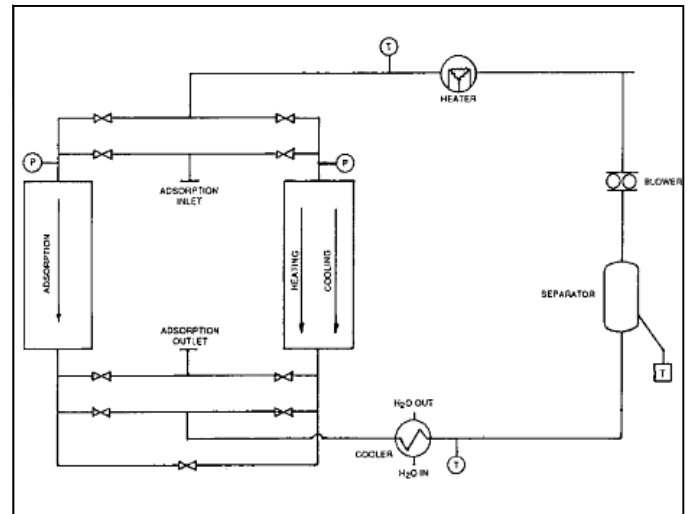 T
HEATER
P
P
ADSORPTION
INLET
BLOWER
ADSORPTION
HEATING
COOLING
SEPARATOR
ADSORPTION
OUTLET
T
H₂O OUT
COOLER
T
H₂O IN